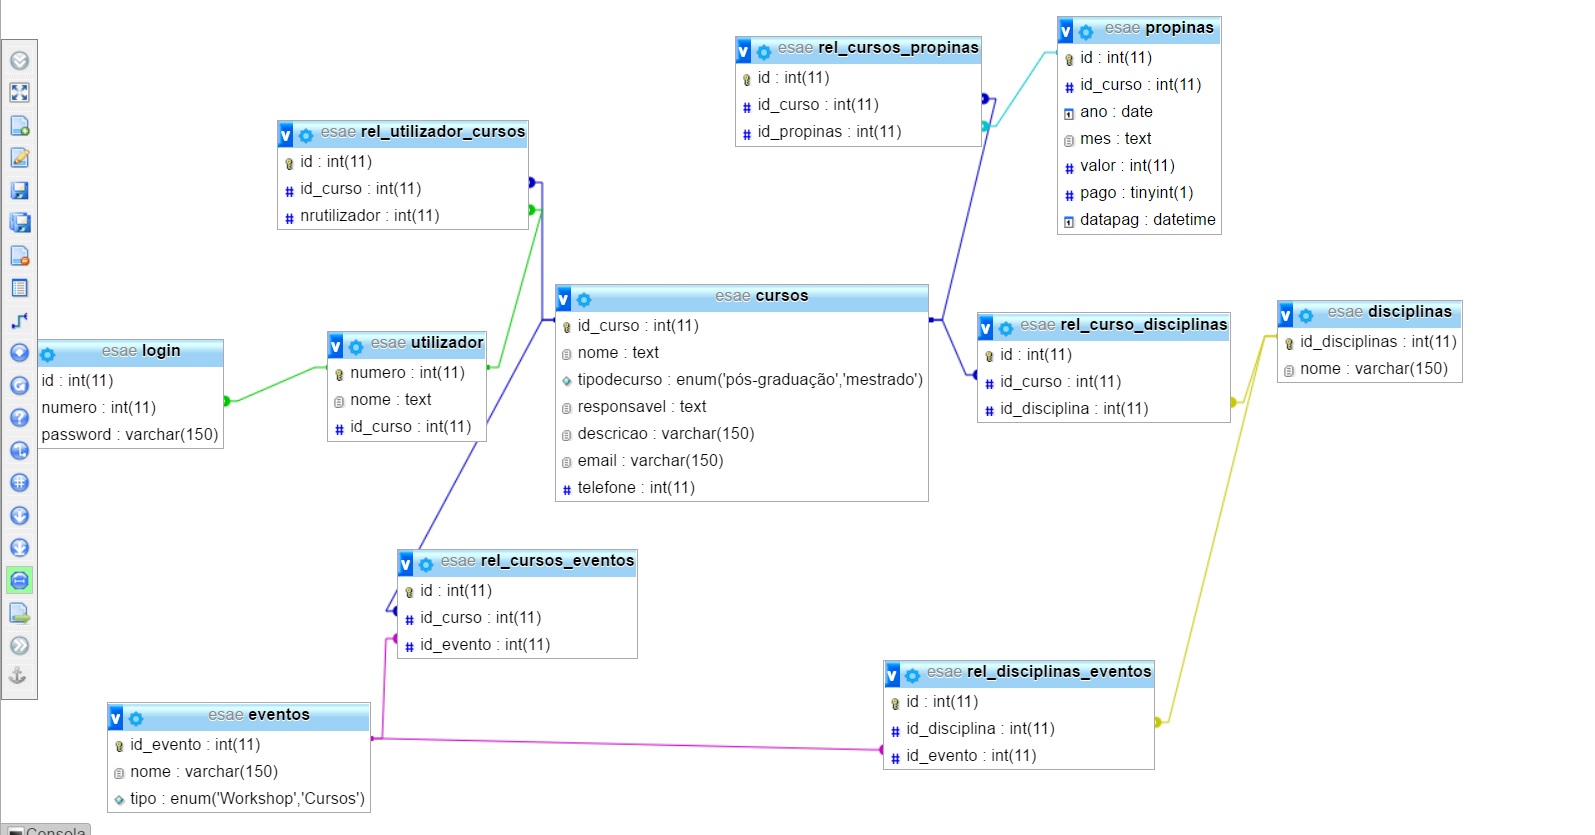 esae rel_cursos_propinas
id : int(11)
id_curso : int(11)
id_propinas : int(11)
esae propinas
id : int(11)
id_curso : int(11)
ano : date
mes : text
valor : int(11)
pago : tinyint(1)
datapag : datetime
esae rel_utilizador_cursos
id : int(11)
id_curso : int(11)
nrutilizador : int(11)
esae cursos
id_curso : int(11)
nome : text
tipodecurso : enum('pós-graduação','mestrado')
responsavel : text
descricao : varchar(150)
email : varchar(150)
telefone : int(11)
esae rel_curso_disciplinas
id : int(11)
id_curso : int(11)
id_disciplina : int(11)
esae disciplinas
id_disciplinas : int(11)
nome : varchar(150)
esae login
id : int(11)
numero : int(11)
password : varchar(150)
esae utilizador
numero : int(11)
nome : text
id_curso : int(11)
esae rel_cursos_eventos
id : int(11)
id_curso : int(11)
id_evento : int(11)
esae rel_disciplinas_eventos
id : int(11)
id_disciplina : int(11)
id_evento : int(11)
esae eventos
id_evento : int(11)
nome : varchar(150)
tipo : enum('Workshop','Cursos')
Consola